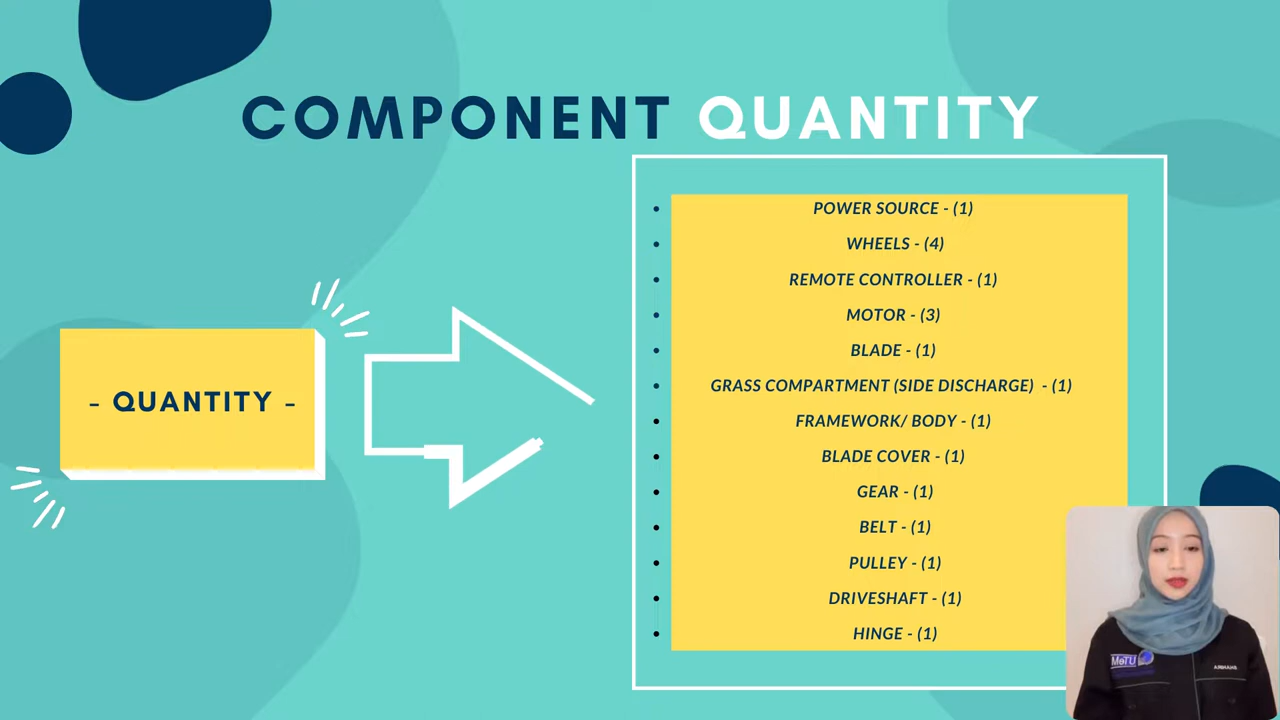 COMPONENT QUANTITY
- QUANTITY -
• POWER SOURCE - (1)
• WHEELS - (4)
• REMOTE CONTROLLER - (1)
• MOTOR - (3)
• BLADE - (1)
• GRASS COMPARTMENT (SIDE DISCHARGE) - (1)
• FRAMEWORK/ BODY - (1)
• BLADE COVER - (1)
• GEAR - (1)
• BELT - (1)
• PULLEY - (1)
• DRIVESHAFT - (1)
• HINGE - (1)